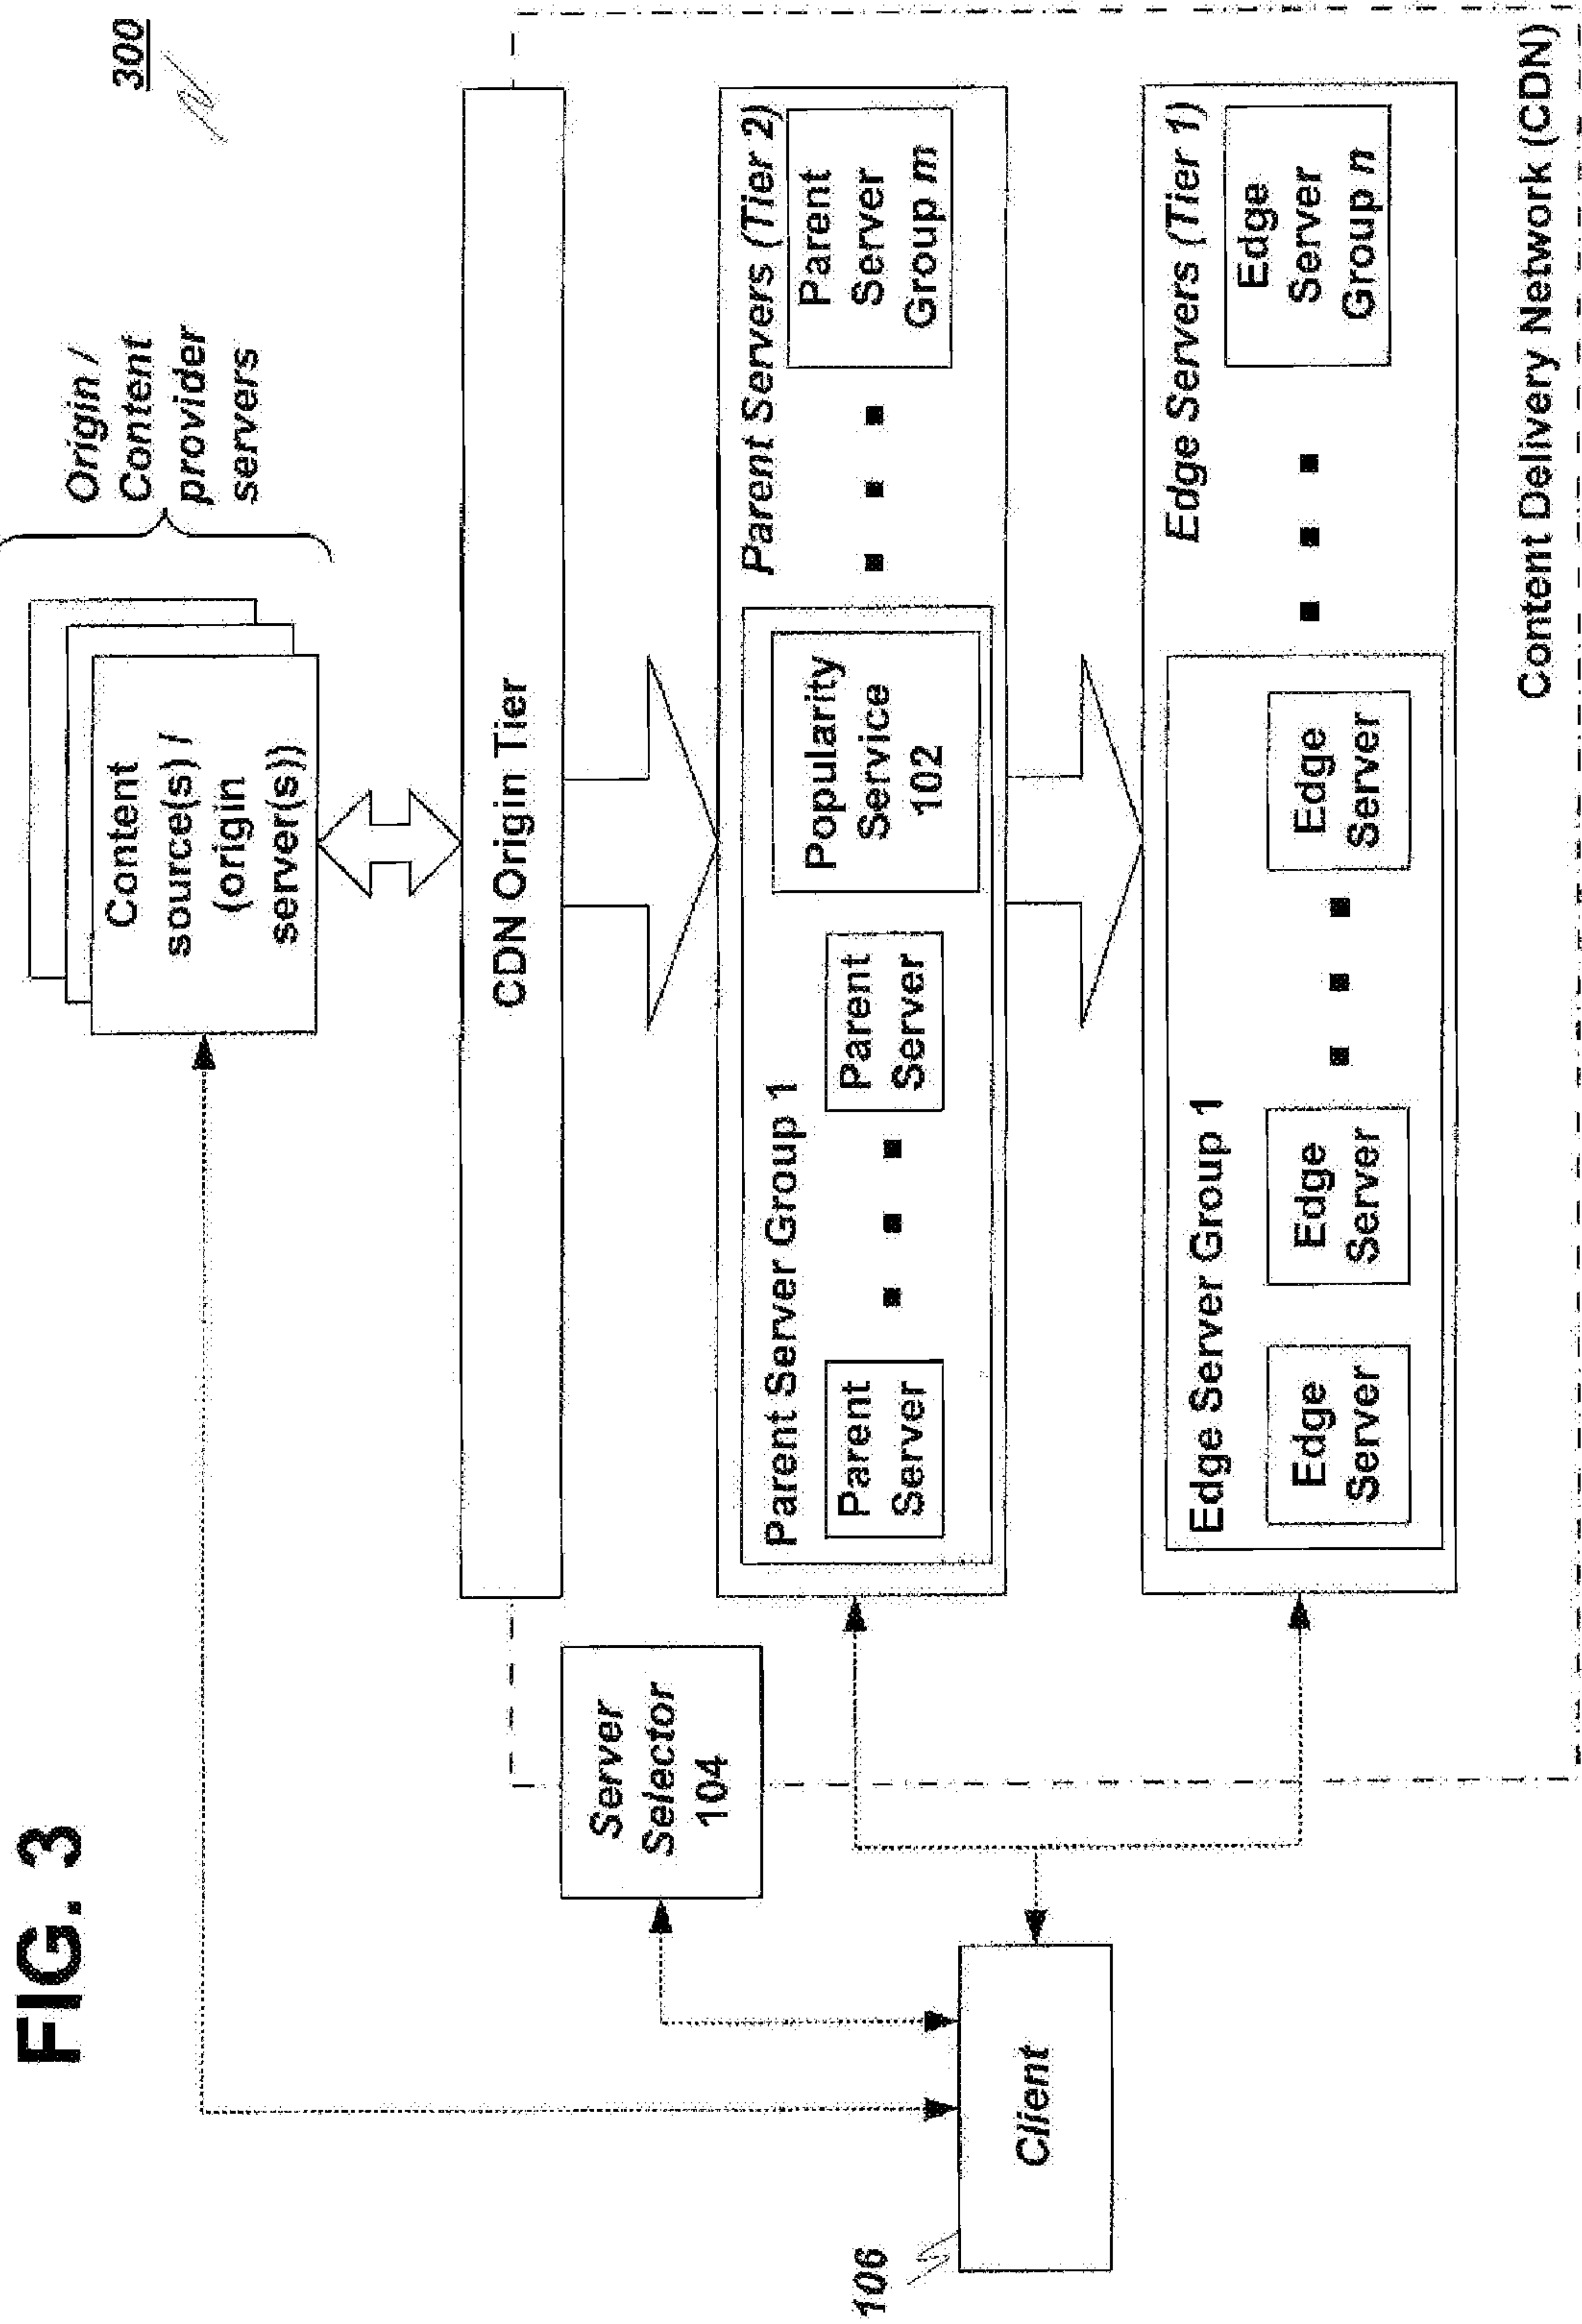 FIG. 3
300
Origin /
Content
provider
servers
Content
source(s) /
(origin
server(s))
CDN Origin Tier
Server
Selector
104
Parent Servers (Tier 2)
Parent Server Group 1
Parent
Server
Parent
Server
Popularity
Service
102
Parent
Server
Group m
106
Client
Edge Servers (Tier 1)
Edge Server Group 1
Edge
Server
Edge
Server
Edge
Server
Edge
Server
Group n
Content Delivery Network (CDN)